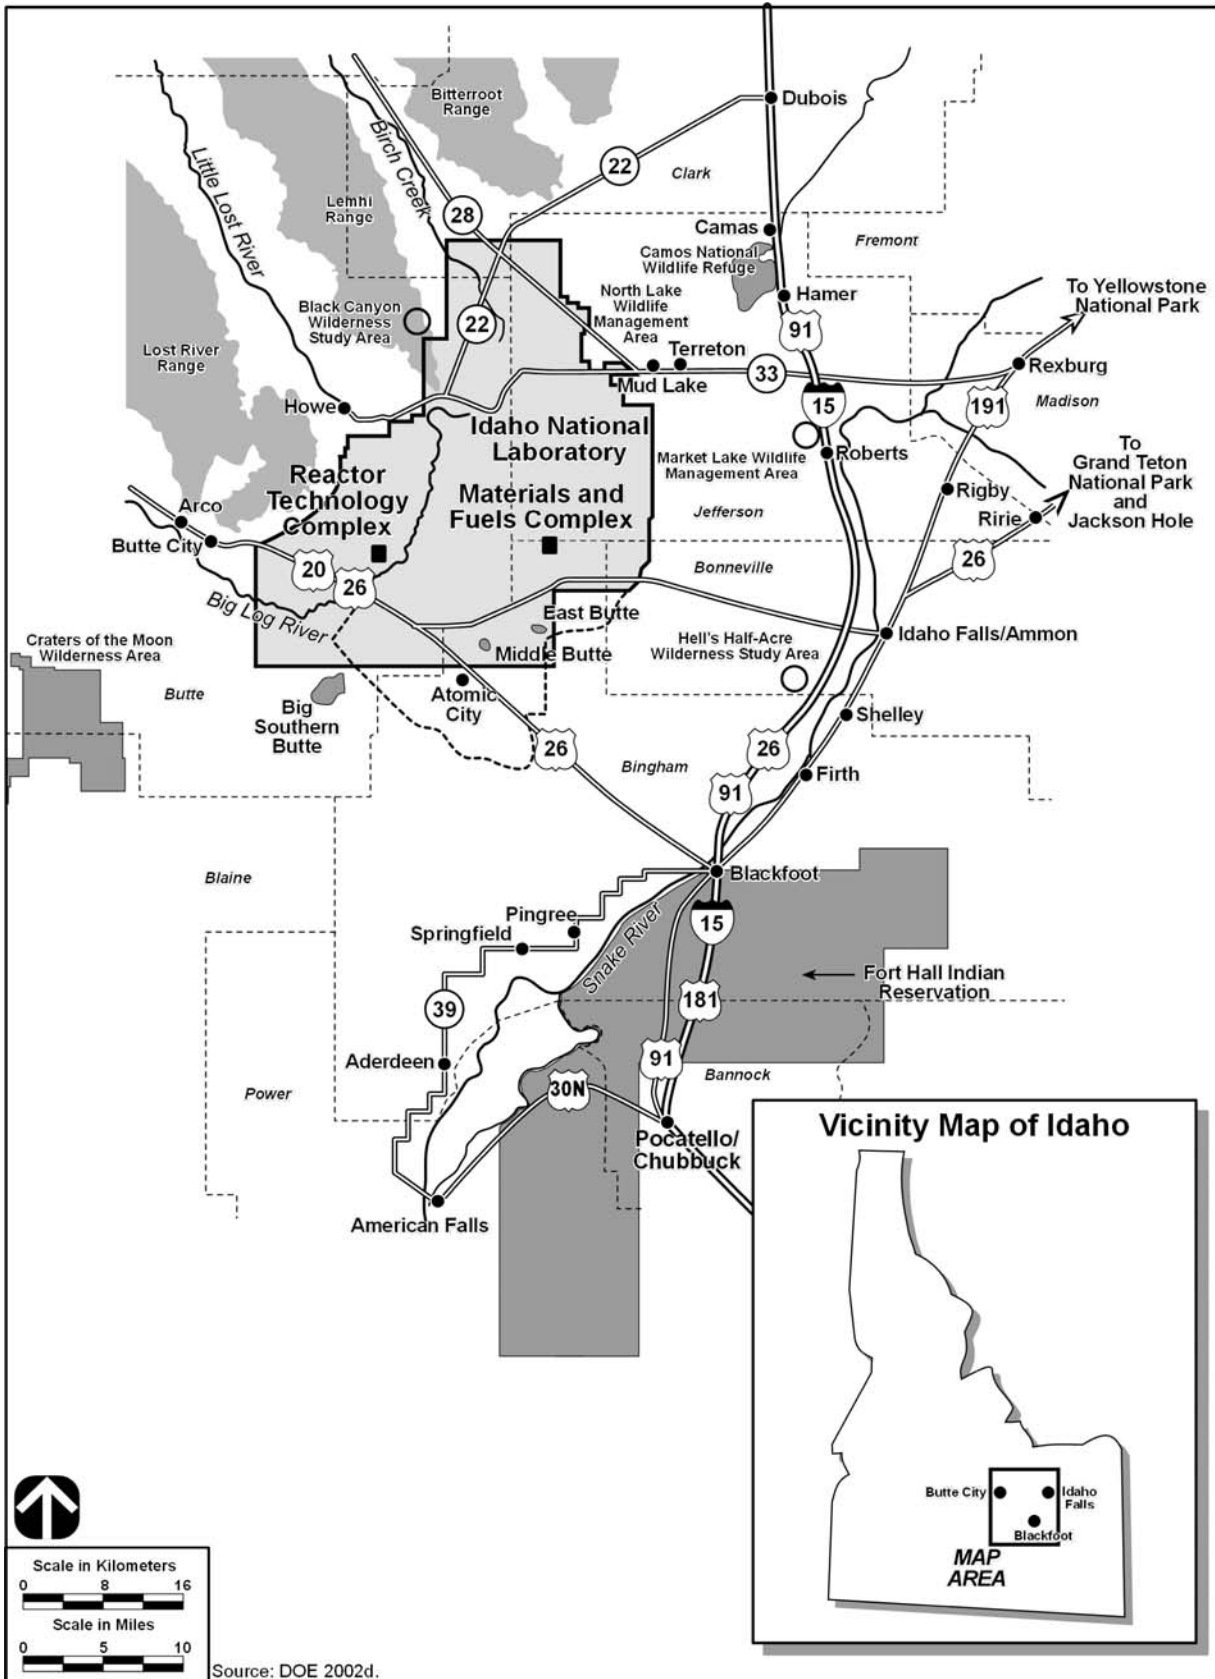 Bitterroot
Range
Dubois
Birch Creek
Little Lost River
22
Clark
Lemhi
Range
28
Camas
Camos National
Wildlife Refuge
Fremont
North Lake
Wildlife
Management
Area
Hamer
To Yellowstone
National Park
Black Canyon
Wilderness
Study Area
22
91
Lost River
Range
Terreton
Mud Lake
33
Rexburg
Howe
15
191
Madison
Idaho National
Laboratory
Market Lake Wildlife
Management Area
Roberts
To
Grand Teton
National Park
and
Jackson Hole
Reactor
Technology
Complex
Materials and
Fuels Complex
Rigby
Arco
Jefferson
Ririe
Butte City
20
26
Bonneville
26
Big Log River
East Butte
Idaho Falls/Ammon
Craters of the Moon
Wilderness Area
Middle Butte
Hell's Half-Acre
Wilderness Study Area
Butte
Atomic
City
Big
Southern
Butte
Shelley
26
26
Bingham
Firth
91
Blaine
Blackfoot
Pingree
Springfield
Snake River
15
Fort Hall Indian
Reservation
39
181
Aderdeen
91
Bannock
Power
30N
Pocatello/
Chubbuck
American Falls
Vicinity Map of Idaho
Butte City
Idaho
Falls
Blackfoot
MAP
AREA
Scale in Kilometers
0 8 16
Scale in Miles
0 5 10
Source: DOE 2002d.